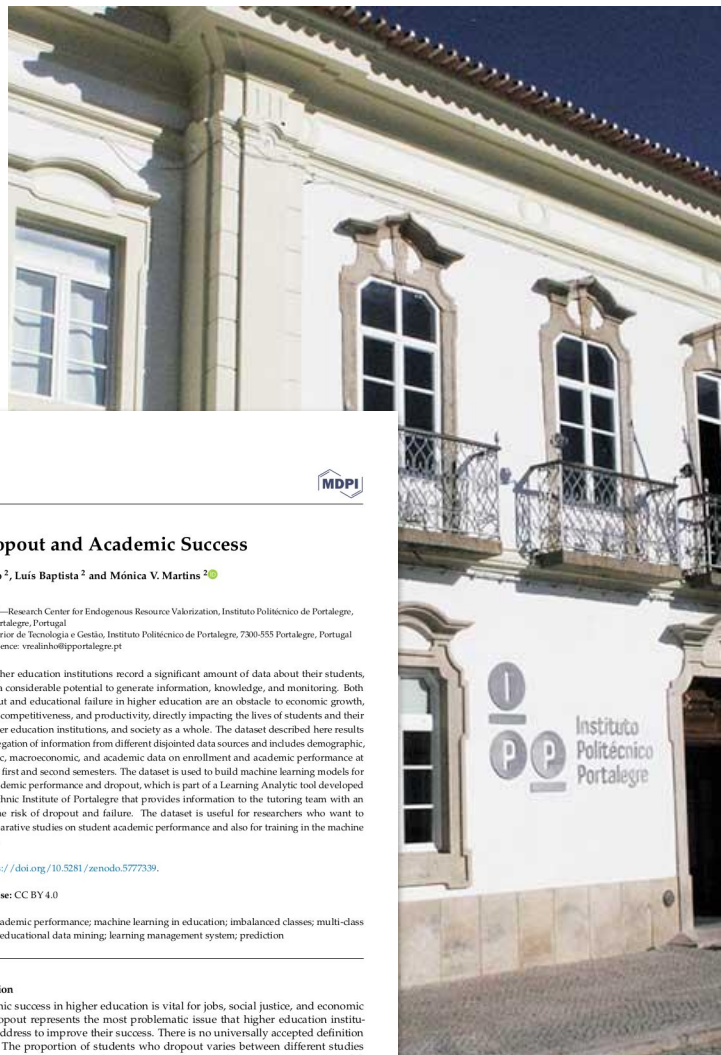 MDPI
opout and Academic Success
o 2, Luís Baptista 2 and Mónica V. Martins 2
—Research Center for Endogenous Resource Valorization, Instituto Politécnico de Portalegre,
rtalegre, Portugal
rior de Tecnologia e Gestão, Instituto Politécnico de Portalegre, 7300-555 Portalegre, Portugal
ence: vrealinho@ipportalegre.pt
her education institutions record a significant amount of data about their students,
a considerable potential to generate information, knowledge, and monitoring. Both
ut and educational failure in higher education are an obstacle to economic growth,
competitiveness, and productivity, directly impacting the lives of students and their
er education institutions, and society as a whole. The dataset described here results
egation of information from different disjointed data sources and includes demographic,
ic, macroeconomic, and academic data on enrollment and academic performance at
first and second semesters. The dataset is used to build machine learning models for
ademic performance and dropout, which is part of a Learning Analytic tool developed
hnic Institute of Portalegre that provides information to the tutoring team with an
he risk of dropout and failure. The dataset is useful for researchers who want to
parative studies on student academic performance and also for training in the machine
s://doi.org/10.5281/zenodo.5777339.
se: CC BY 4.0
ademic performance; machine learning in education; imbalanced classes; multi-class
educational data mining; learning management system; prediction
ion
nic success in higher education is vital for jobs, social justice, and economic
ropout represents the most problematic issue that higher education institu-
address to improve their success. There is no universally accepted definition
The proportion of students who dropout varies between different studies
I
P P
Instituto
Politécnico
Portalegre